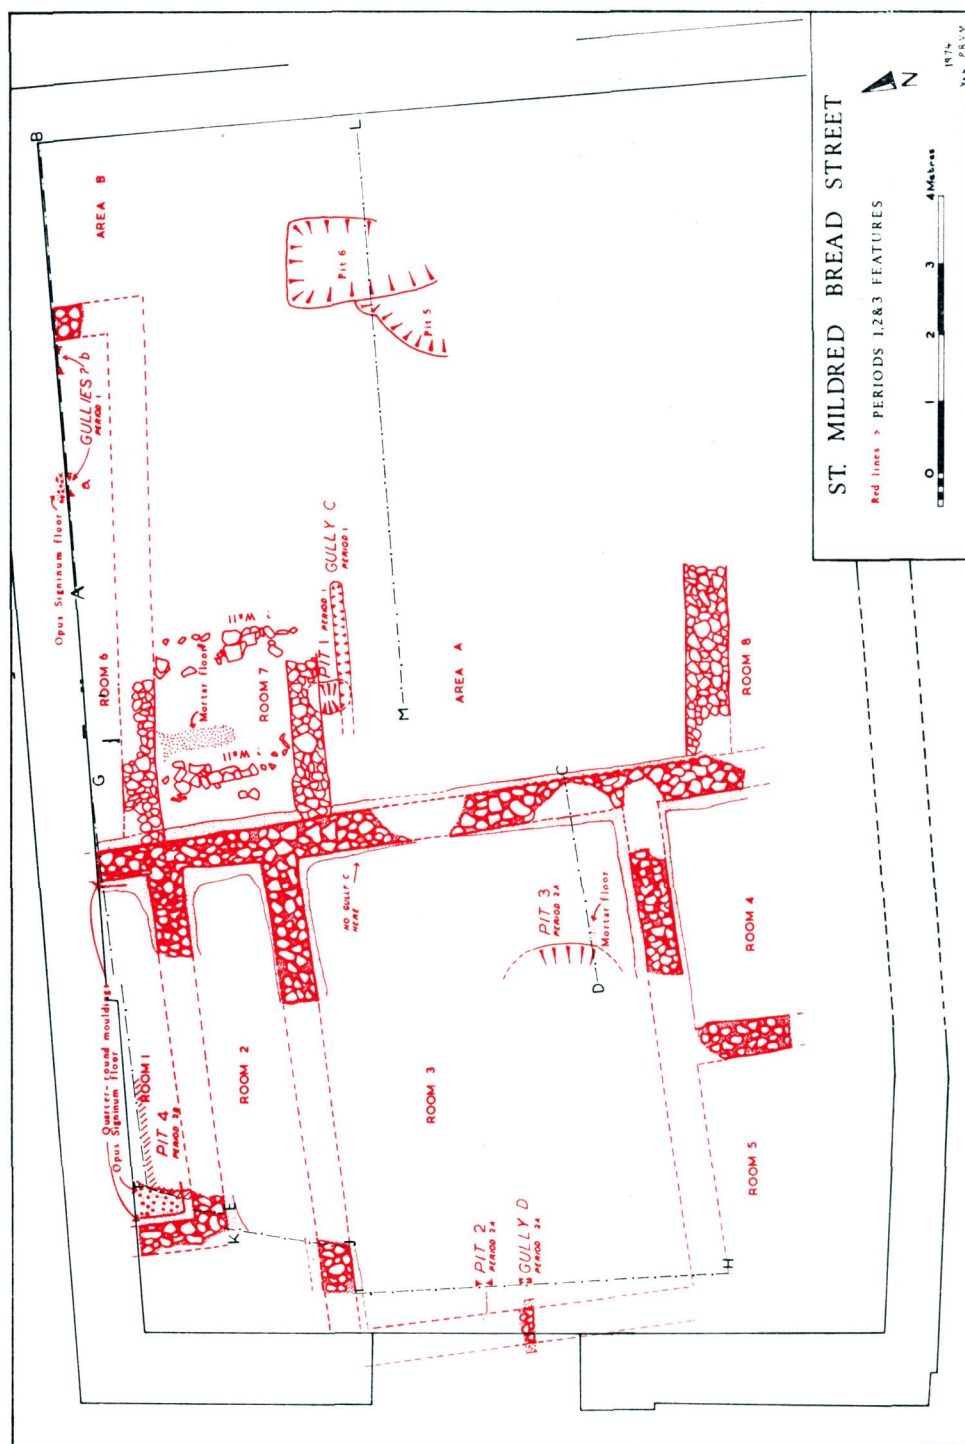 ST. MILDRED BREAD STREET
Red lines > PERIODS 1,2&3 FEATURES
0 1 2 3 4 Metres
N
1974
B
AREA B
L
Pit 6
Pit 5
GULLIES ?/b
PERIOD 1
a
Opus Signinum floor
A
ROOM 6
Mortar floor
Wall
ROOM 7
Wall
PIT 1 PERIOD 1
GULLY C
PERIOD 1
M
AREA A
ROOM 8
G
J
C
NO GULLY C
HERE
PIT 3
PERIOD 2A
Mortar floor
D
ROOM 4
Quarter-round mouldings
Opus Signinum floor
ROOM 1
PIT 4
PERIOD 2B
ROOM 2
ROOM 3
ROOM 5
F
E
K
J
I
PIT 2
PERIOD 2A
GULLY D
PERIOD 2A
H